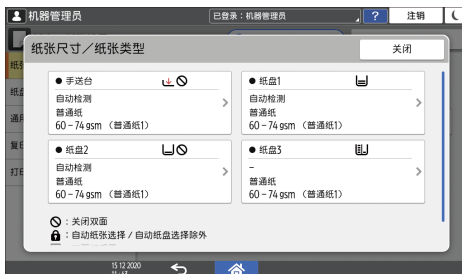 机器管理员
已登录：机器管理员
?
注销
纸张尺寸／纸张类型
关闭
● 手送台
自动检测
普通纸
60 – 74 gsm （普通纸1）
● 纸盘1
自动检测
普通纸
60 – 74 gsm （普通纸1）
● 纸盘2
自动检测
普通纸
60 – 74 gsm （普通纸1）
● 纸盘3
–
普通纸
60 – 74 gsm （普通纸1）
：关闭双面
：自动纸张选择 / 自动纸盘选择除外
15 12 2020